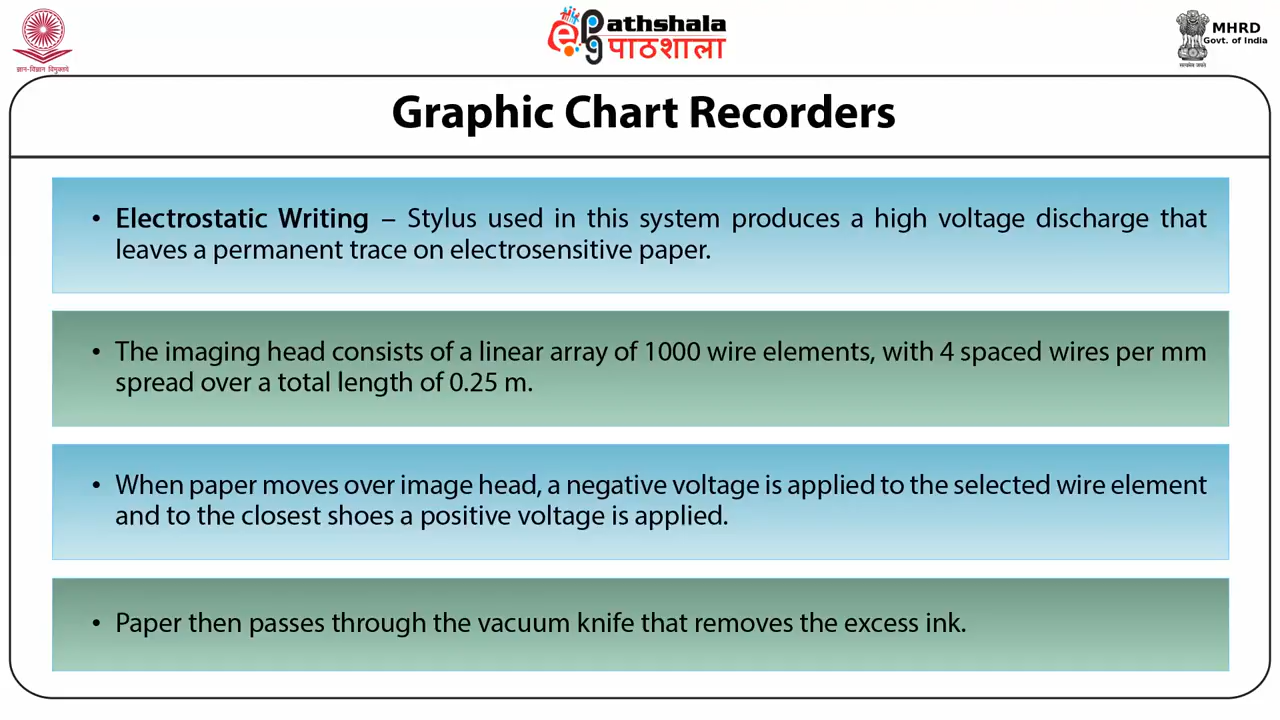 ज्ञान-विज्ञान विमुक्तये
ePathshala
पाठशाला
MHRD
Govt. of India
सत्यमेव जयते
Graphic Chart Recorders
• Electrostatic Writing – Stylus used in this system produces a high voltage discharge that
leaves a permanent trace on electrosensitive paper.
• The imaging head consists of a linear array of 1000 wire elements, with 4 spaced wires per mm
spread over a total length of 0.25 m.
• When paper moves over image head, a negative voltage is applied to the selected wire element
and to the closest shoes a positive voltage is applied.
• Paper then passes through the vacuum knife that removes the excess ink.